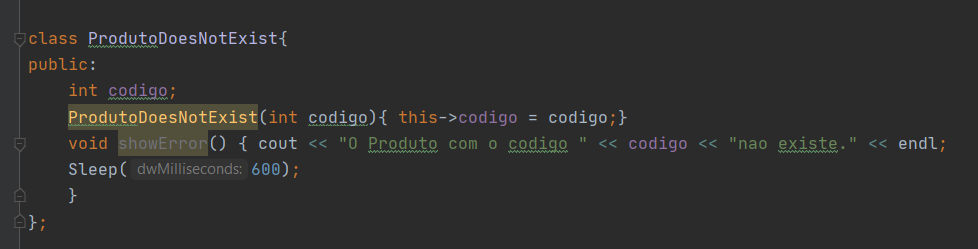 class ProdutoDoesNotExist{
public:
int codigo;
ProdutoDoesNotExist(int codigo){ this->codigo = codigo;}
void showError() { cout << "O Produto com o codigo " << codigo << "nao existe." << endl;
Sleep( dwMilliseconds: 600);
}
};